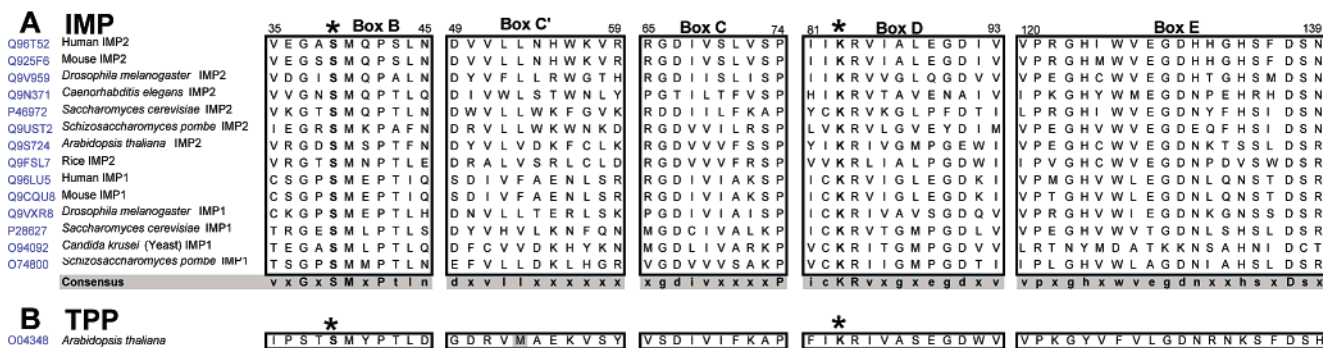 A IMP
35 * Box B 45 49 Box C' 59 65 Box C 74 81 * Box D 93 120 Box E 139
Q96T52 Human IMP2 V E G A S M Q P S L N D V V L L N H W K V R R G D I V S L V S P I I K R V I A L E G D I V V P R G H I W V E G D H H G H S F D S N
Q925F6 Mouse IMP2 V E G S S M Q P S L N D V V L L N H W K V R R G D I V S L V S P I I K R V I A L E G D I V V P R G H M W V E G D H H G H S F D S N
Q9V959 Drosophila melanogaster IMP2 V D G I S M Q P A L N D Y V F L L R W G T H R G D I I S L I S P I I K R V V G L Q G D V V V P E G H C W V E G D H T G H S M D S N
Q9N371 Caenorhabditis elegans IMP2 V V G N S M Q P T L N D I V W L S T W N L Y P G T I L T F V S P H I K R V T A V E N A I V I P K G H Y W M E G D N P E H R H D S N
P46972 Saccharomyces cerevisiae IMP2 V K G T S M Q P T L N D W V L L W K F G V K R D D I I L F K A P Y C K R V K G L P F D T I L P E G H V W V E G D N Y F H S I D S N
Q9UST2 Schizosaccharomyces pombe IMP2 I E G R S M K P A F N D R V L L W K W N K D R G D V V I L R S P L V K R V L G V E Y D I M V P E G H V W V E G D E Q F H S I D S N
Q9S724 Arabidopsis thaliana IMP2 V R G D S M S P T F N D Y V L V D K F C L K R G D V V V F S S P T K R I V G M P G E W I V P E G H C W V E G D N K T S S L D S R
Q9FSL7 Rice IMP2 V R G T S M N P T L E D R A L V S R L C L D R G D V V V F R S P V V K R L I A L P G D W I I P V G H C W V E G D N P D V S W D S R
Q96LU5 Human IMP1 C S G P S M E P T I Q S D I V F A E N L S R R G D I V I A K S P I C K R V I G L E G D K I V P M G H V W L E G D N L Q N S T D S R
Q9CQU8 Mouse IMP1 C S G P S M E P T I Q S D I V F A E N L S R R G D I V I A K S P I C K R V I G L E G D K I V P T G H V W L E G D N L Q N S T D S R
Q9VXR8 Drosophila melanogaster IMP1 C K G P S M E P T L H D N V L L T E R L S K P G D I V I A I S P I C K R V I A V S G D Q V V P R G H V W I E G D N K G N S S D S R
P28627 Saccharomyces cerevisiae IMP1 T R G E S M L P T L S D Y V H V L K N F Q N M G D C I V A L K P I C K R V T G M P G D L V V P E G H V W V T G D N L S H S L D S R
O94092 Candida krusei (Yeast) IMP1 T E G A S M L P T L Q D F C V V D K H Y K N M G D L I V A R K P V C K R I T G M P G D V V L R T N Y M D A T K K N S A H N I D C T
O74800 Schizosaccharomyces pombe IMP1 T S G P S M M P T L N E F V L L D K L H G R V G D C V V V S A K P V C K R I I G M P G D T I I P L G H V W L A G D N I A H S L D S R
Consensus v x G x S M x P t l n d x v l l x x x x x x x g d i v x x x x P i c K R v x g x e g d x v v p x g h x w v e g d n x x h s x D s x
B TPP
O04348 Arabidopsis thaliana * I P S T S M Y P T L D G D R V M A E K V S Y V S D I V I F K A P * F I K R I V A S E G D W V V P K G Y V F V L G D N R N K S F D S H